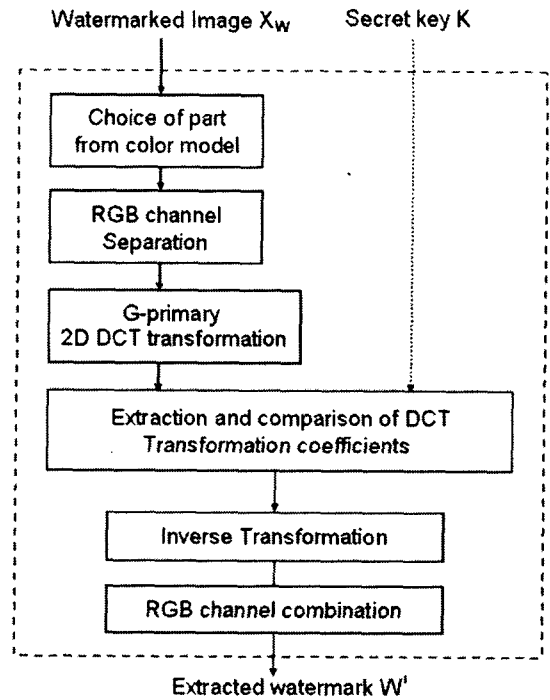 Watermarked Image Xw
Secret key K
Choice of part
from color model
RGB channel
Separation
G-primary
2D DCT transformation
Extraction and comparison of DCT
Transformation coefficients
Inverse Transformation
RGB channel combination
Extracted watermark W'